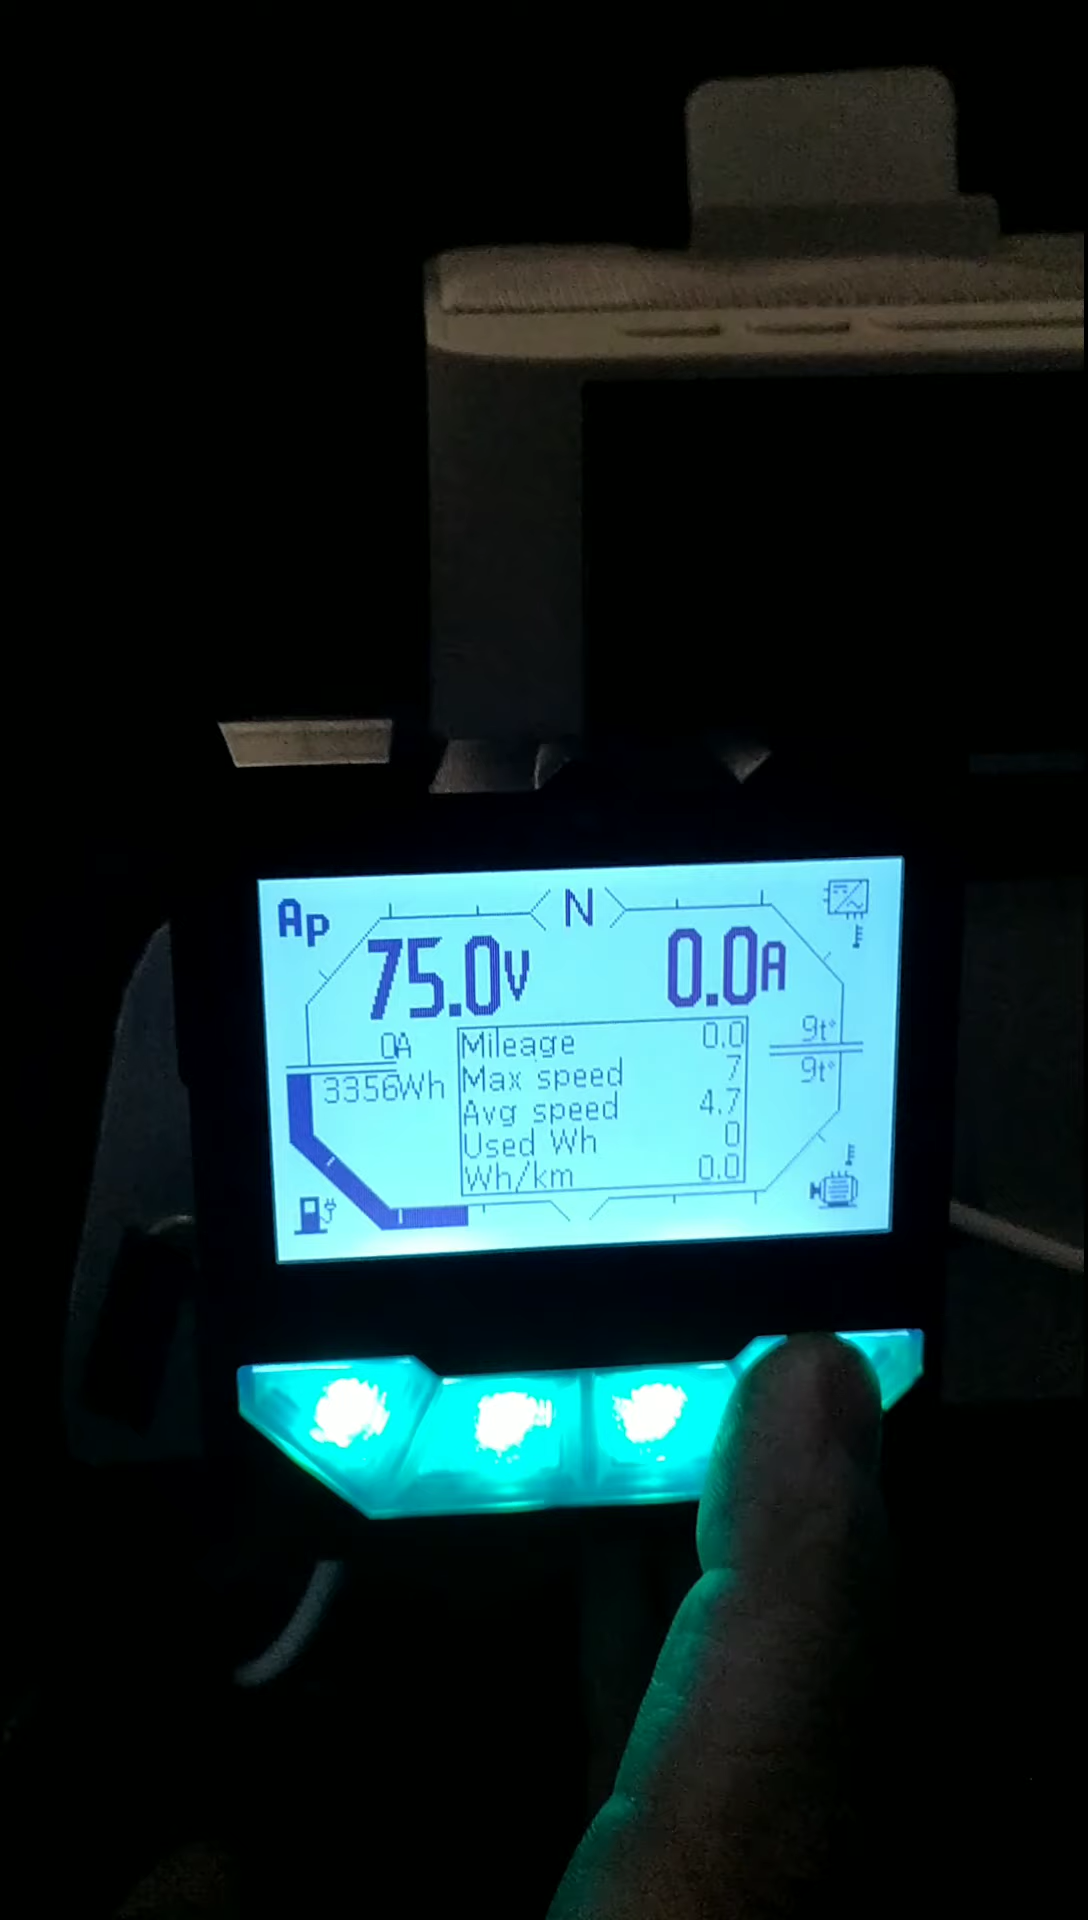 Ap
N
75.0V
0.0A
0A
3356Wh
Mileage 0.0
Max speed 7
Avg speed 4.7
Used Wh 0
Wh/km 0.0
9t°
9t°